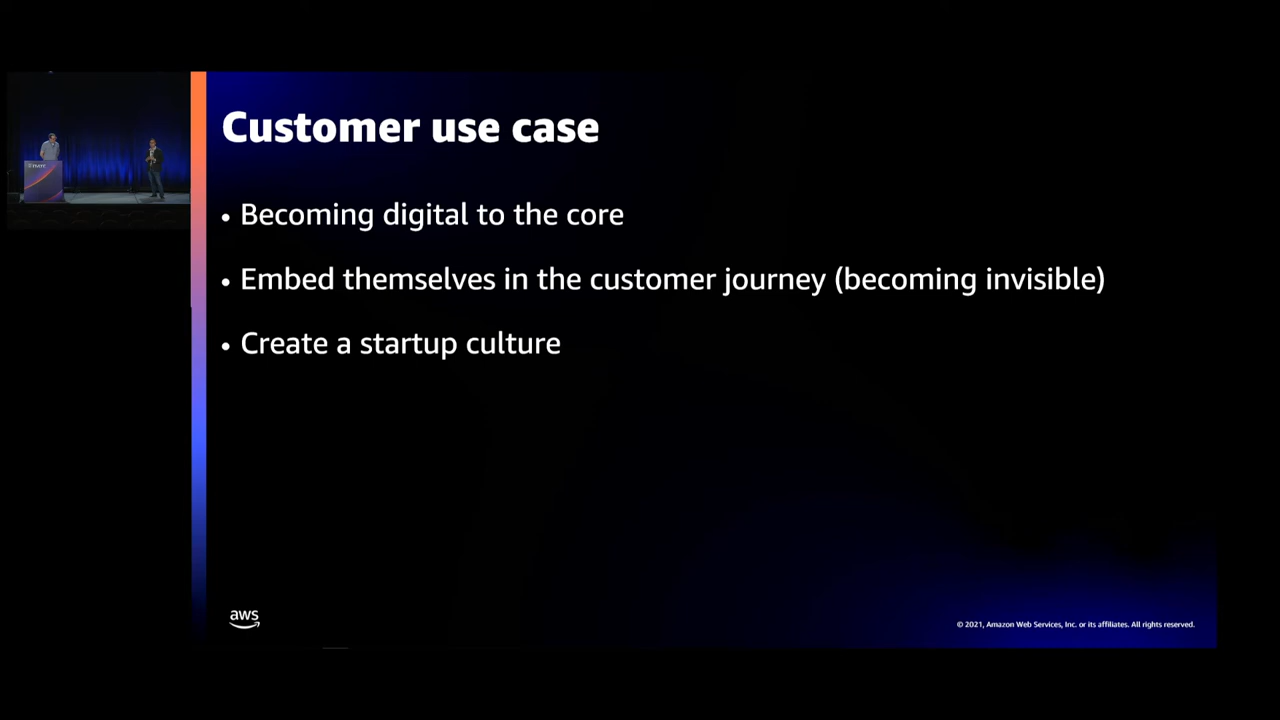 Customer use case
• Becoming digital to the core
• Embed themselves in the customer journey (becoming invisible)
• Create a startup culture
aws
© 2021, Amazon Web Services, Inc. or its affiliates. All rights reserved.